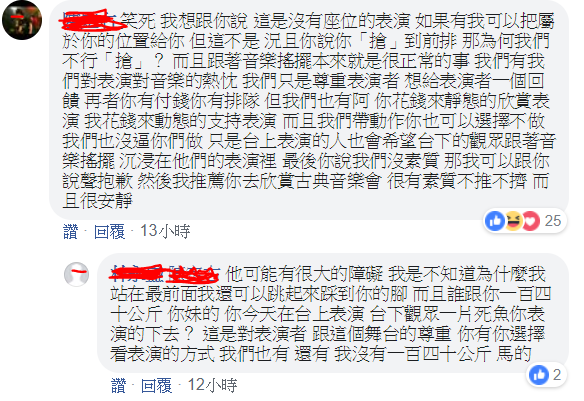 笑死 我想跟你說 這是沒有座位的表演 如果有我可以把屬
於你的位置給你 但這不是 況且你說你「搶」到前排 那為何我們
不行「搶」？ 而且跟著音樂搖擺本來就是很正常的事 我們有我
們對表演對音樂的熱忱 我們只是尊重表演者 想給表演者一個回
饋 再者你有付錢你有排隊 但我們也有阿 你花錢來靜態的欣賞表
演 我花錢來動態的支持表演 而且我們帶動作你也可以選擇不做
我們也沒逼你們做 只是台上表演的人也會希望台下的觀眾跟著音
樂搖擺 沉浸在他們的表演裡 最後你說我們沒素質 那我可以跟你
說聲抱歉 然後我推薦你去欣賞古典音樂會 很有素質不推不擠 而
且很安靜
25
讚 · 回覆 · 13小時
他可能有很大的障礙 我是不知道為什麼我
站在最前面我還可以跳起來踩到你的腳 而且誰跟你一百四
十公斤 你妹的 你今天在台上表演 台下觀眾一片死魚你表
演的下去？ 這是對表演者 跟這個舞台的尊重 你有你選擇
看表演的方式 我們也有 還有 我沒有一百四十公斤 馬的
2
讚 · 回覆 · 12小時